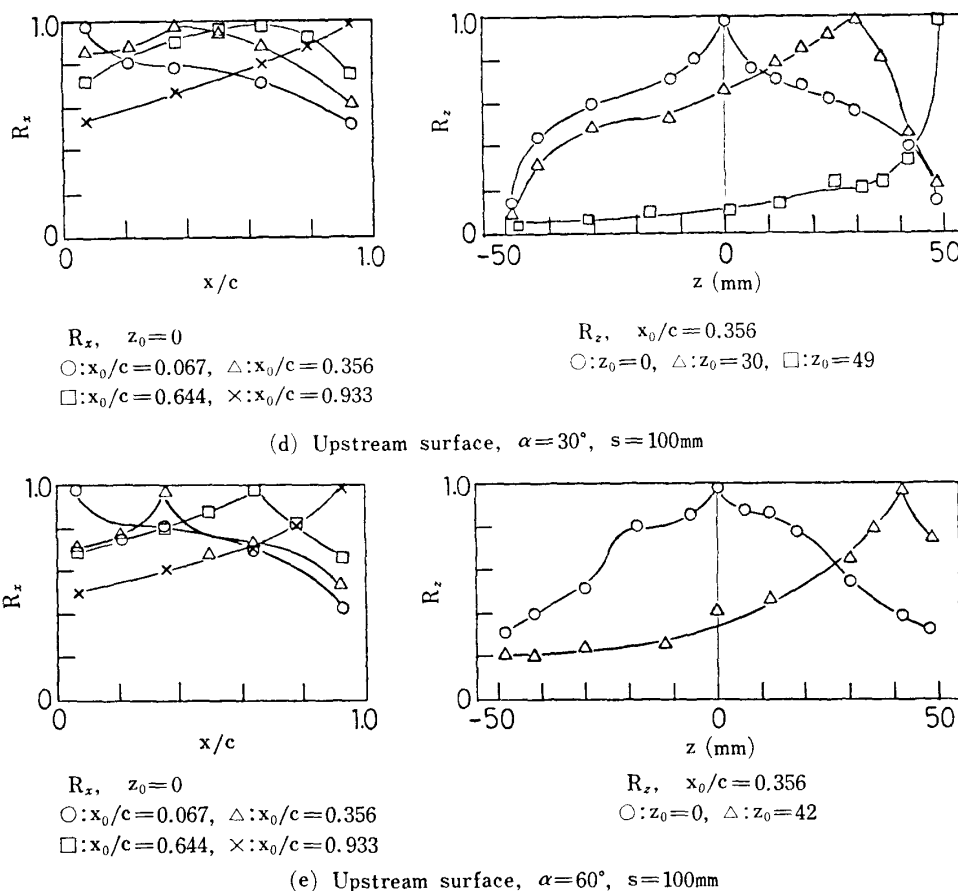 1.0
R_x
0
0
1.0
x/c
1.0
R_z
0
-50
0
50
z (mm)
R_x, z_0=0
○:x_0/c=0.067, △:x_0/c=0.356
□:x_0/c=0.644, ×:x_0/c=0.933
R_z, x_0/c=0.356
○:z_0=0, △:z_0=30, □:z_0=49
(d) Upstream surface, α=30°, s=100mm
1.0
R_x
0
0
1.0
x/c
1.0
R_z
0
-50
0
50
z (mm)
R_x, z_0=0
○:x_0/c=0.067, △:x_0/c=0.356
□:x_0/c=0.644, ×:x_0/c=0.933
R_z, x_0/c=0.356
○:z_0=0, △:z_0=42
(e) Upstream surface, α=60°, s=100mm